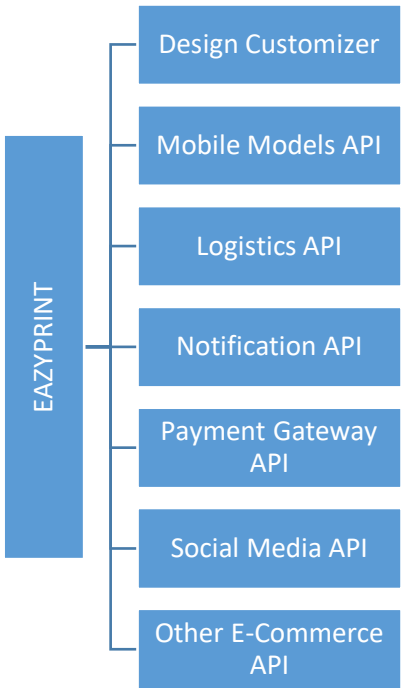 EAZYPRINT
Design Customizer
Mobile Models API
Logistics API
Notification API
Payment Gateway
API
Social Media API
Other E-Commerce
API